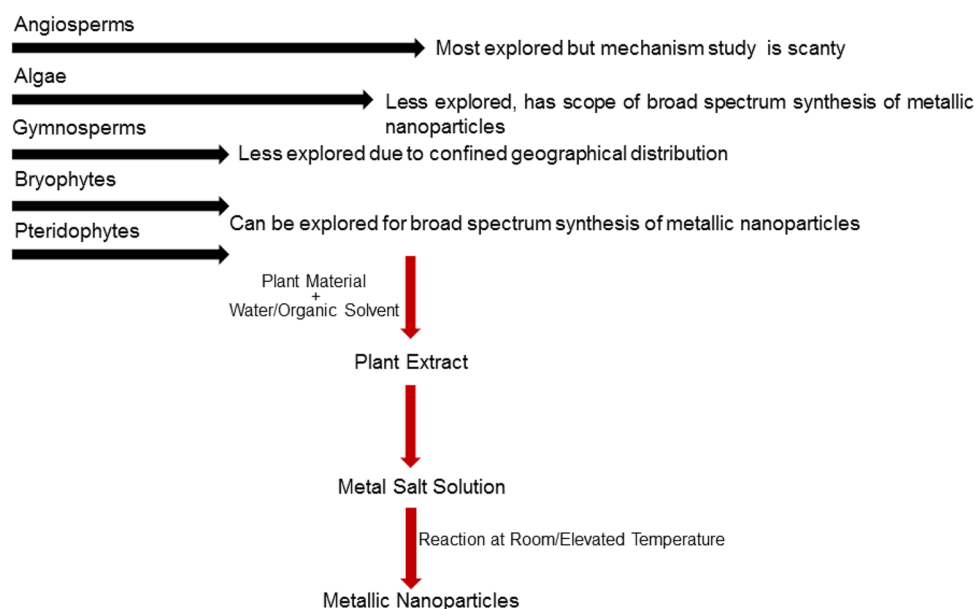 Angiosperms
Most explored but mechanism study is scanty
Algae
Less explored, has scope of broad spectrum synthesis of metallic
nanoparticles
Gymnosperms
Less explored due to confined geographical distribution
Bryophytes
Can be explored for broad spectrum synthesis of metallic nanoparticles
Pteridophytes
Plant Material
+
Water/Organic Solvent
Plant Extract
Metal Salt Solution
Reaction at Room/Elevated Temperature
Metallic Nanoparticles